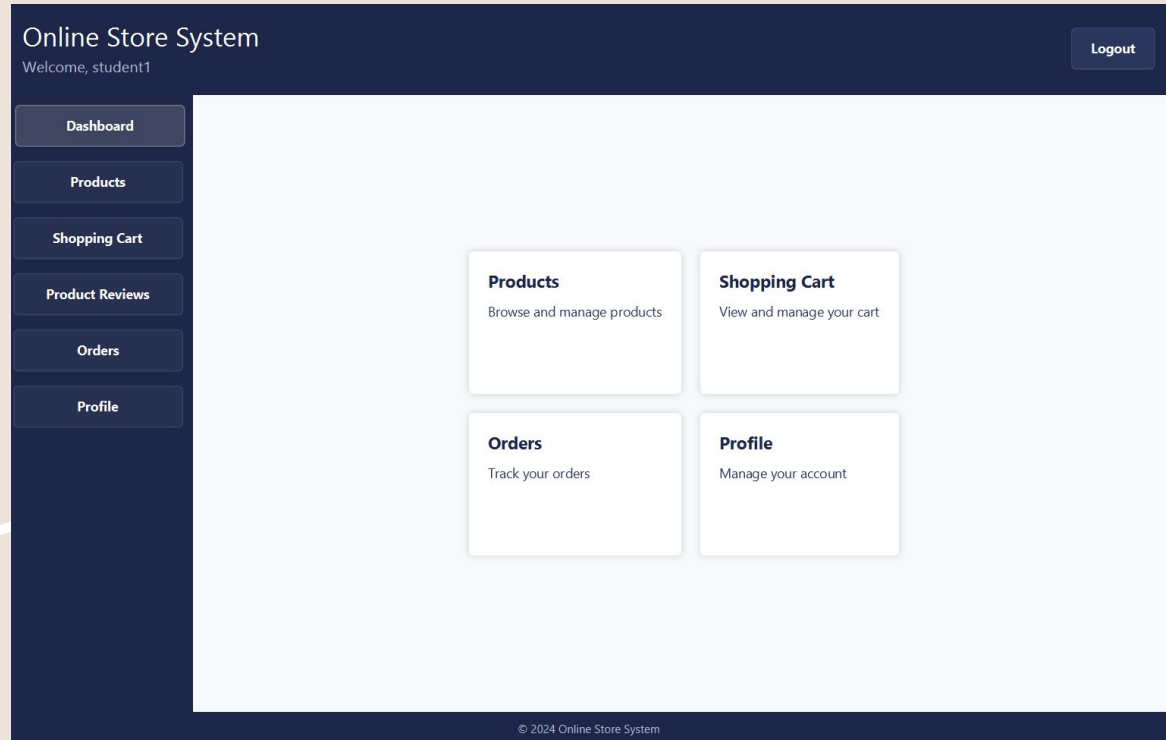 Online Store System
Welcome, student1
Logout
Dashboard
Products
Shopping Cart
Product Reviews
Orders
Profile
Products
Browse and manage products
Shopping Cart
View and manage your cart
Orders
Track your orders
Profile
Manage your account
© 2024 Online Store System